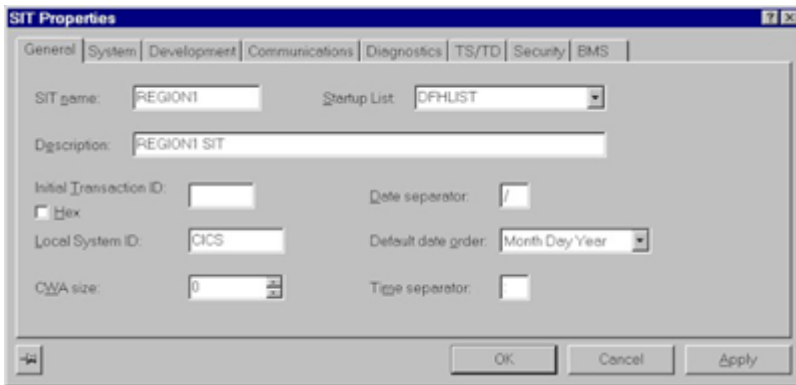 SIT Properties
General System Development Communications Diagnostics TS/TD Security BMS
SIT name: REGION1 Startup List: DFHLIST
Description: REGION1 SIT
Initial Transaction ID: Date separator: /
Hex
Local System ID: CICS Default date order: Month Day Year
CWA size: 0 Time separator: :
OK Cancel Apply